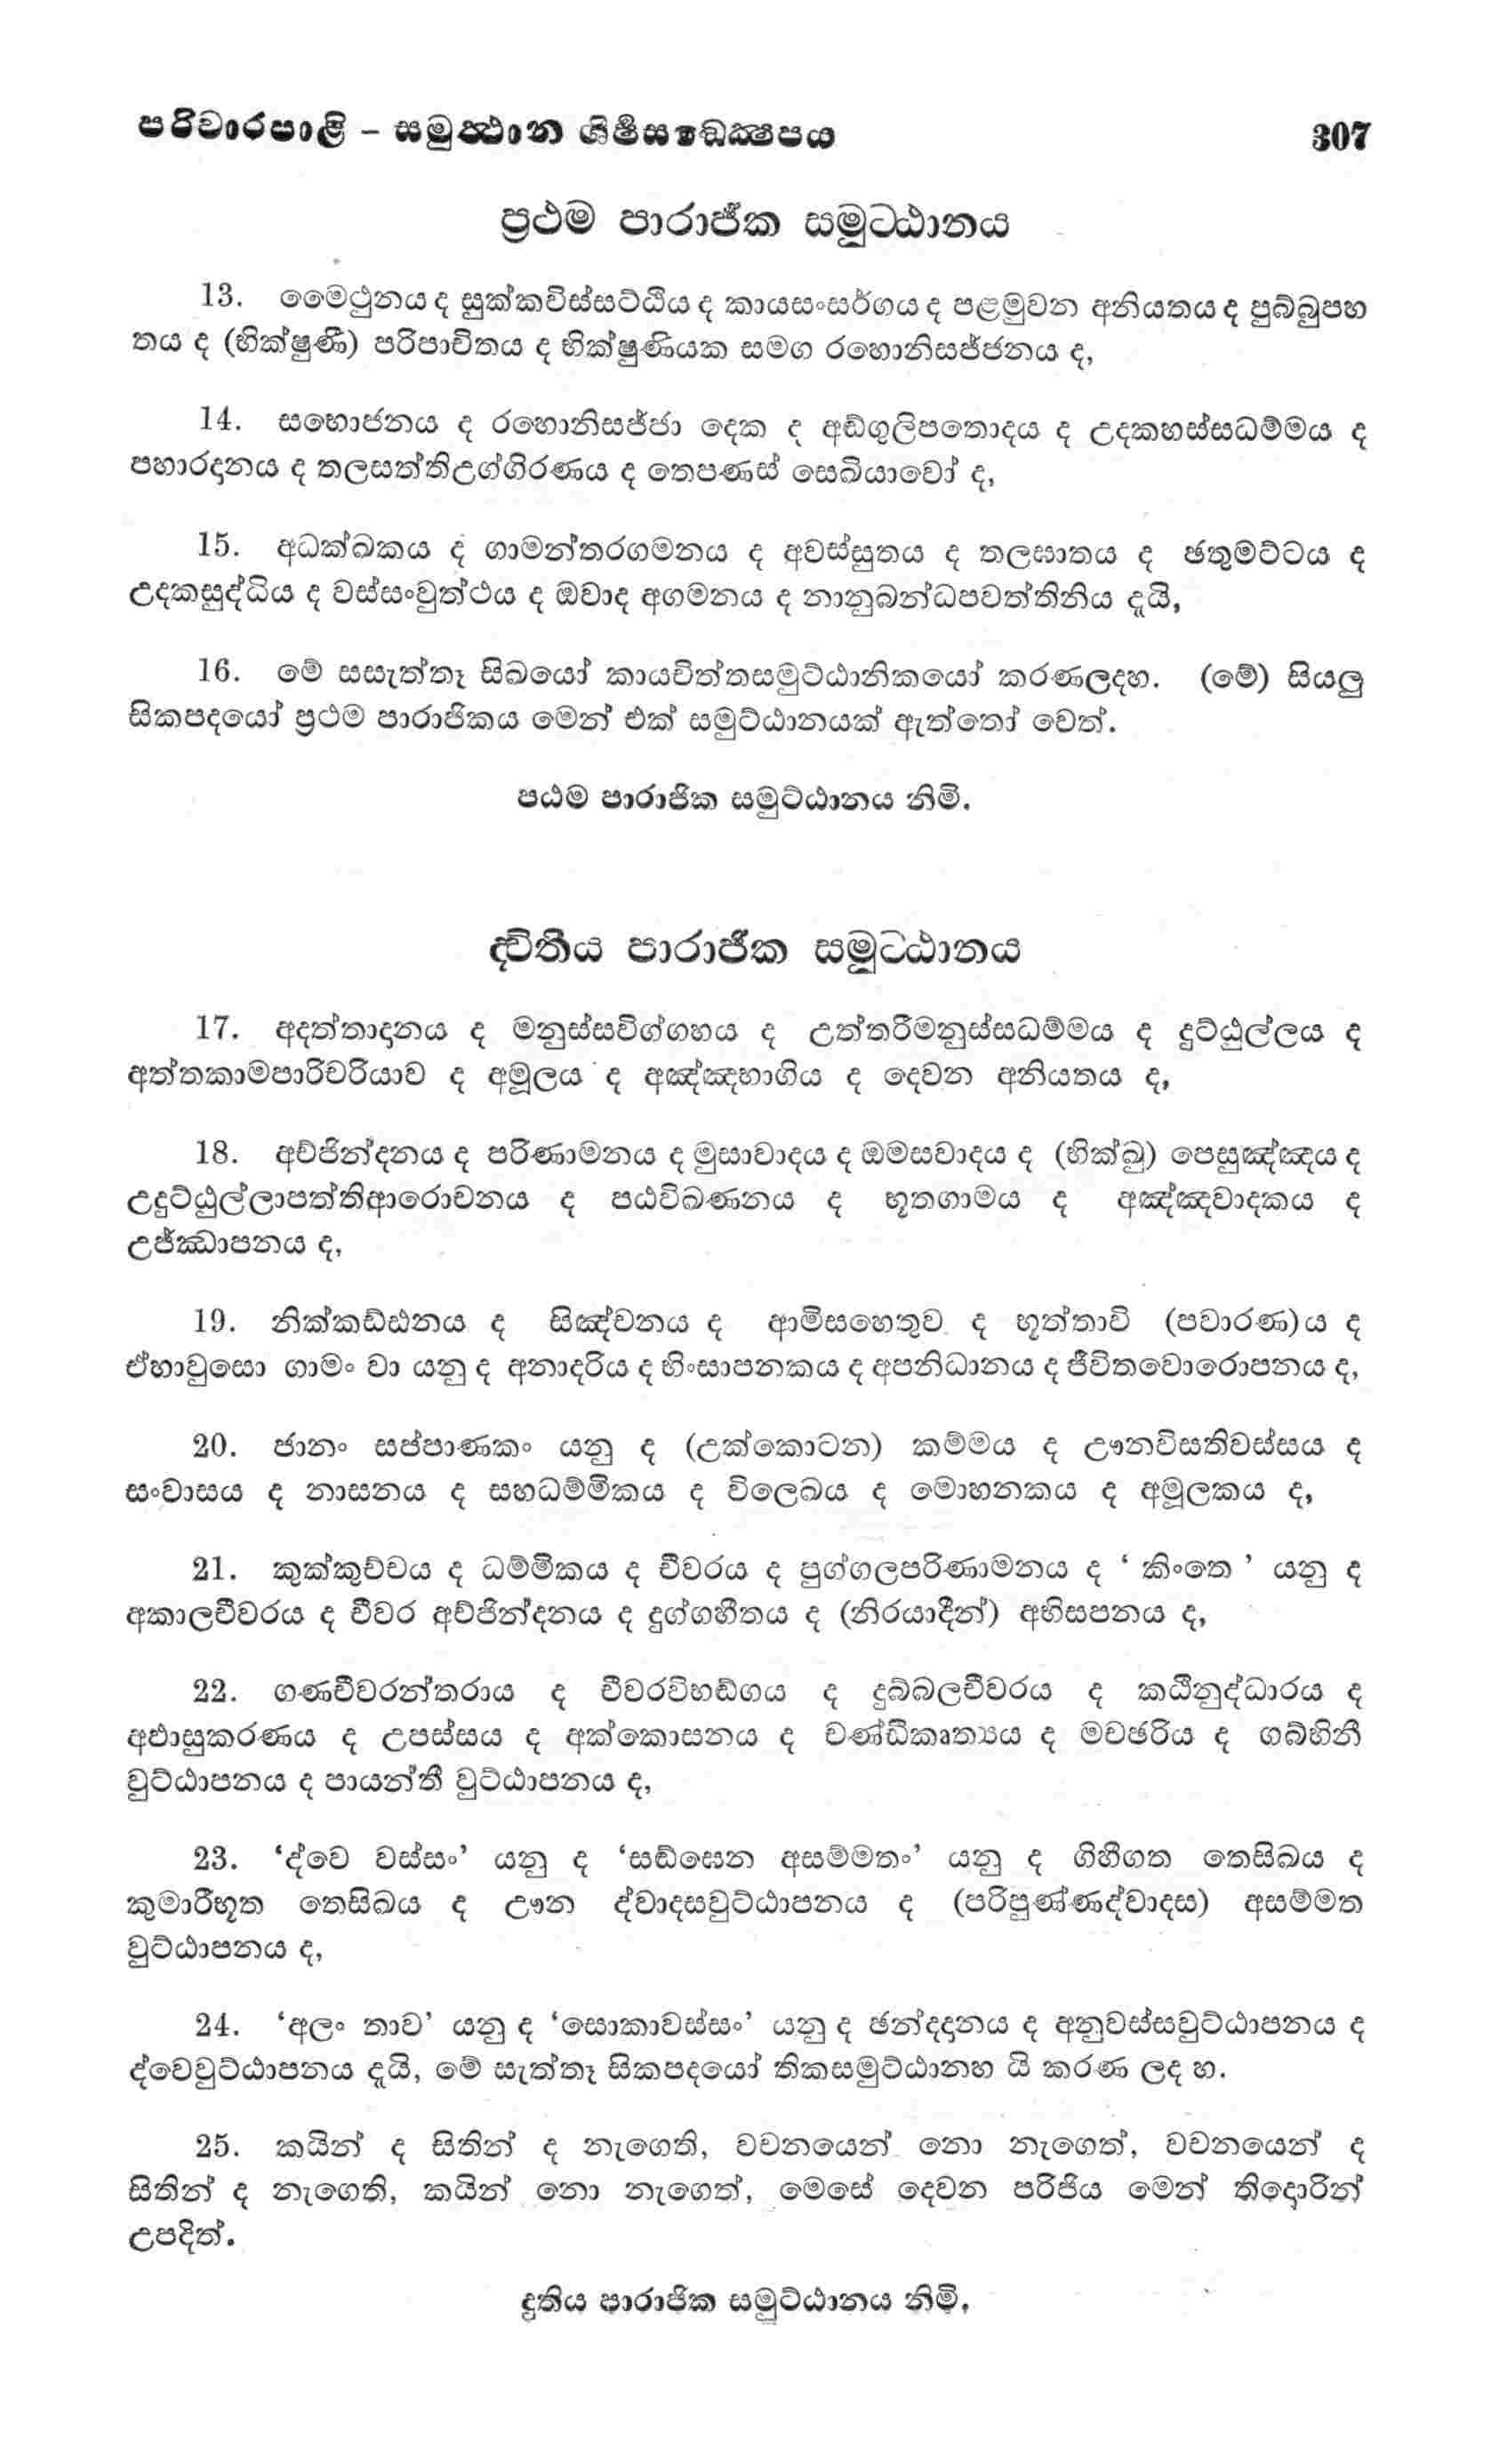 පරිවාරපාළි – සමුත්‍ථාන ශීර්‍ෂසඞ්ක්‍ෂෙපය 307
ප්‍රථම පාරාජික සමුට්ඨානය
13. මෛථුනය ද සුක්කවිස්සට්ඨිය ද කායසංසර්ගය ද පළමුවන අනියතය ද පුබ්බුපහ
තය ද (භික්ෂුණී) පරිපාචිතය ද භික්ෂුණියක සමග රහොනිසජ්ජනය ද,
14. සභොජනය ද රහොනිසජ්ජා දෙක ද අඞ්ගුලිපතොදය ද උදකහස්සධම්මය ද
පහාරදානය ද තලසත්තිඋග්ගිරණය ද තෙපණස් සෙඛියාවෝ ද,
15. අධක්ඛකය ද ගාමන්තරගමනය ද අවස්සුතය ද තලඝාතය ද ඡතුමට්ටය ද
උදකසුද්ධිය ද වස්සංවුත්ථය ද ඔවාද අගමනය ද නානුබන්ධපවත්තිනිය දැයි,
16. මේ සසැත්තෑ සිඛයෝ කායචිත්තසමුට්ඨානිකයෝ කරණලදහ. (මේ) සියලු
සිකපදයෝ ප්‍රථම පාරාජිකය මෙන් එක් සමුට්ඨානයක් ඇත්තෝ වෙත්.
පඨම පාරාජික සමුට්ඨානය නිමි.
ද්‍විතීය පාරාජික සමුට්ඨානය
17. අදත්තාදානය ද මනුස්සවිග්ගහය ද උත්තරීමනුස්සධම්මය ද දුට්ඨුල්ලය ද
අත්තකාමපාරිචරියාව ද අමූලය ද අඤ්ඤභාගිය ද දෙවන අනියතය ද,
18. අච්ජින්දනය ද පරිණාමනය ද මුසාවාදය ද ඔමසවාදය ද (භික්ඛු) පෙසුඤ්ඤය ද
උදුට්ඨුල්ලාපත්තිආරොචනය ද පඨවිඛණනය ද භූතගාමය ද අඤ්ඤවාදකය ද
උජ්ඣාපනය ද,
19. නික්කඩ්ඪනය ද සිඤ්චනය ද ආමිසහෙතුව ද භූත්තාවි (පවාරණ)ය ද
ඒහාවුසො ගාමං වා යනු ද අනාදරිය ද භිංසාපනකය ද අපනිධානය ද ජීවිතවොරොපනය ද,
20. ජානං සප්පාණකං යනු ද (උක්කොටන) කම්මය ද ඌනවිසතිවස්සය ද
සංවාසය ද නාසනය ද සහධම්මිකය ද විලෙඛය ද මොහනකය ද අමූලකය ද,
21. කුක්කුච්චය ද ධම්මිකය ද චීවරය ද පුග්ගලපරිණාමනය ද ‘ කිංතෙ ’ යනු ද
අකාලචීවරය ද චීවර අච්ජින්දනය ද දුග්ගහීතය ද (නිරයාදීන්) අභිසපනය ද,
22. ගණචීවරන්තරාය ද චීවරවිභඞ්ගය ද දුබ්බලචීවරය ද කඨිනුද්ධාරය ද
අඵාසුකරණය ද උපස්සය ද අක්කොසනය ද චණ්ඩිකෘත්‍යය ද මච්ඡරිය ද ගබ්භිනී
වුට්ඨාපනය ද පායන්තී වුට්ඨාපනය ද,
23. ‘ද්වෙ වස්සං’ යනු ද ‘සඞ්ඝෙන අසම්මතං’ යනු ද ගිහීගත තෙසිඛය ද
කුමාරීභූත තෙසිඛය ද ඌන ද්වාදසවුට්ඨාපනය ද (පරිපුණ්ණද්වාදස) අසම්මත
වුට්ඨාපනය ද,
24. ‘අලං තාව’ යනු ද ‘සොකාවස්සං’ යනු ද ඡන්දදානය ද අනුවස්සවුට්ඨාපනය ද
ද්වෙවුට්ඨාපනය දැයි, මේ සැත්තෑ සිකපදයෝ තිකසමුට්ඨානහ යි කරණ ලද හ.
25. කයින් ද සිතින් ද නැගෙති, වචනයෙන් නො නැගෙත්, වචනයෙන් ද
සිතින් ද නැගෙති, කයින් නො නැගෙත්, මෙසේ දෙවන පරිජිය මෙන් තිදොරින්
උපදිත්.
දුතිය පාරාජික සමුට්ඨානය නිමි.